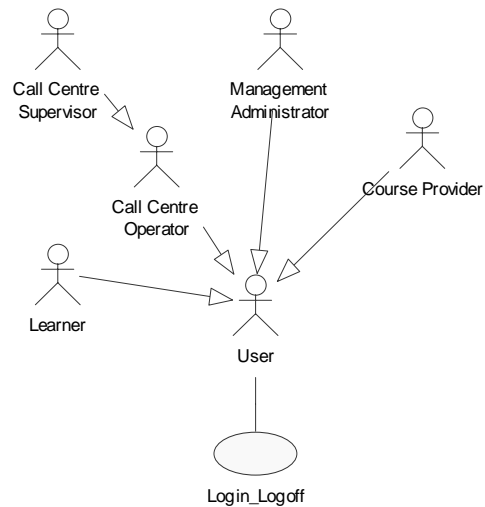 Call Centre
Supervisor
Management
Administrator
Course Provider
Call Centre
Operator
Learner
User
Login_Logoff